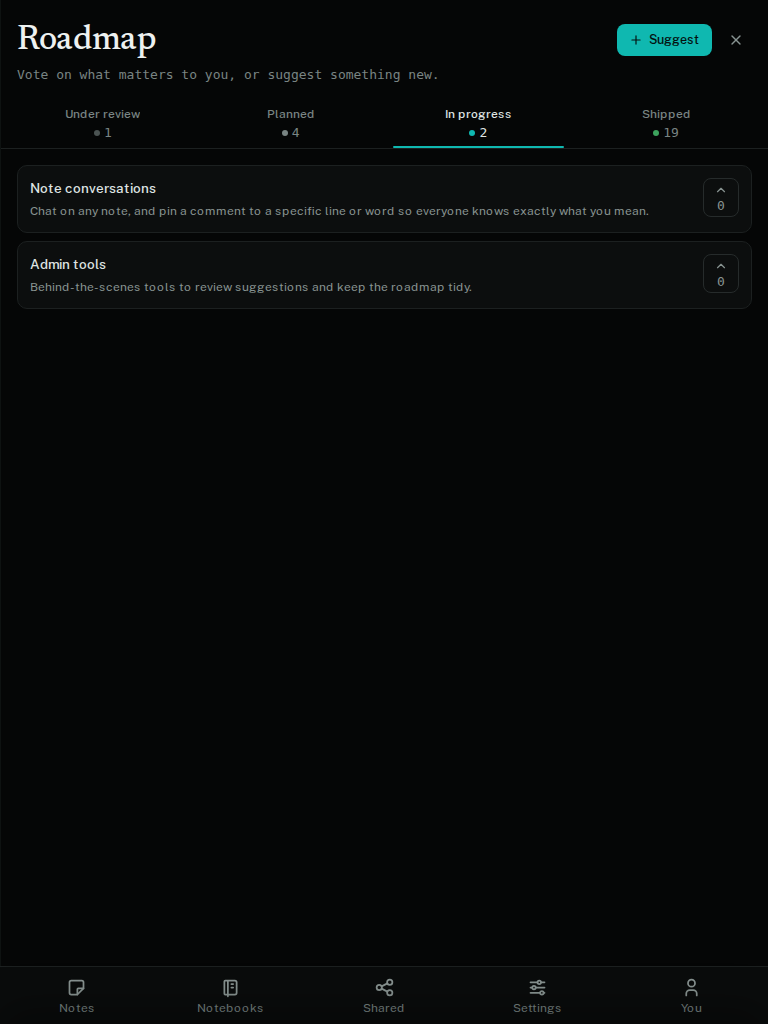 Roadmap
+ Suggest
Vote on what matters to you, or suggest something new.
Under review
1
Planned
4
In progress
2
Shipped
19
Note conversations
Chat on any note, and pin a comment to a specific line or word so everyone knows exactly what you mean.
0
Admin tools
Behind-the-scenes tools to review suggestions and keep the roadmap tidy.
0
Notes
Notebooks
Shared
Settings
You